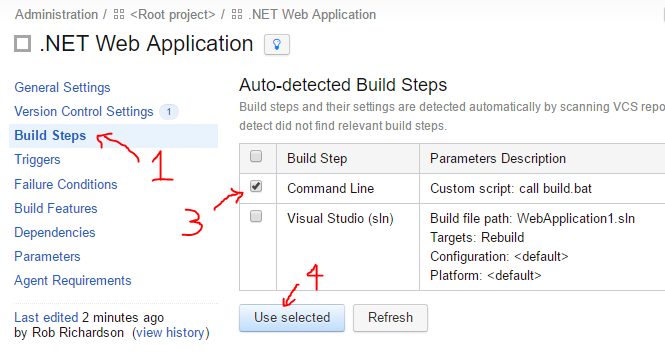 Administration / <Root project> / .NET Web Application
.NET Web Application
General Settings
Version Control Settings 1
Build Steps
Triggers
Failure Conditions
Build Features
Dependencies
Parameters
Agent Requirements
Last edited 2 minutes ago
by Rob Richardson (view history)
1
Auto-detected Build Steps
Build steps and their settings are detected automatically by scanning VCS repo
detect did not find relevant build steps.
Build Step Parameters Description
3 Command Line Custom script: call build.bat
Visual Studio (sln) Build file path: WebApplication1.sln
Targets: Rebuild
Configuration: <default>
Platform: <default>
4
Use selected Refresh